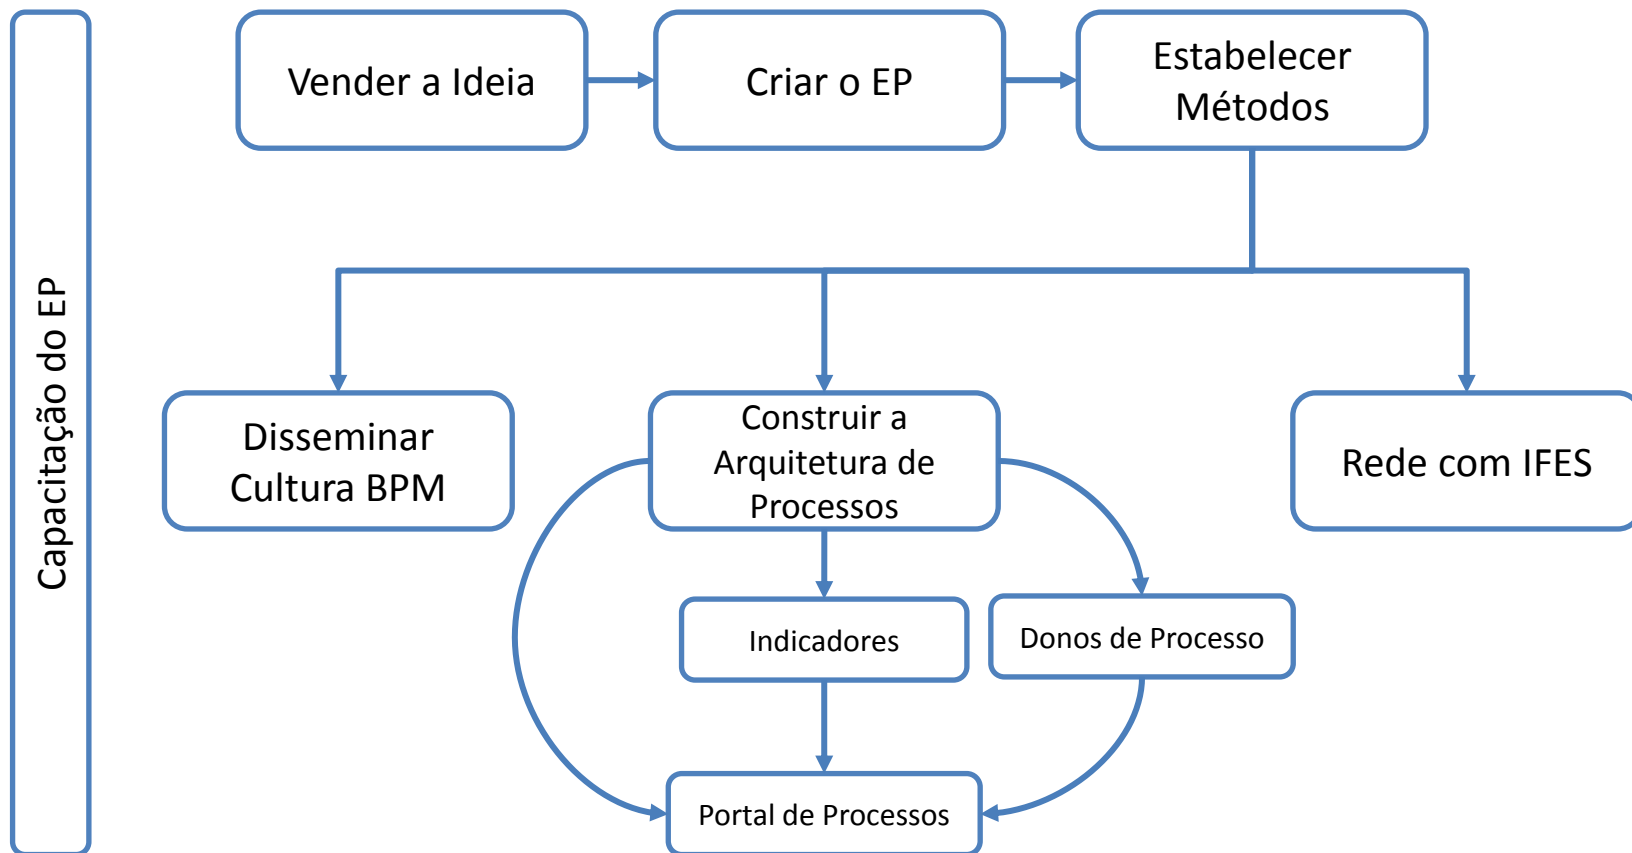 Capacitação do EP
Vender a Ideia
Criar o EP
Estabelecer
Métodos
Disseminar
Cultura BPM
Construir a
Arquitetura de
Processos
Rede com IFES
Indicadores
Donos de Processo
Portal de Processos